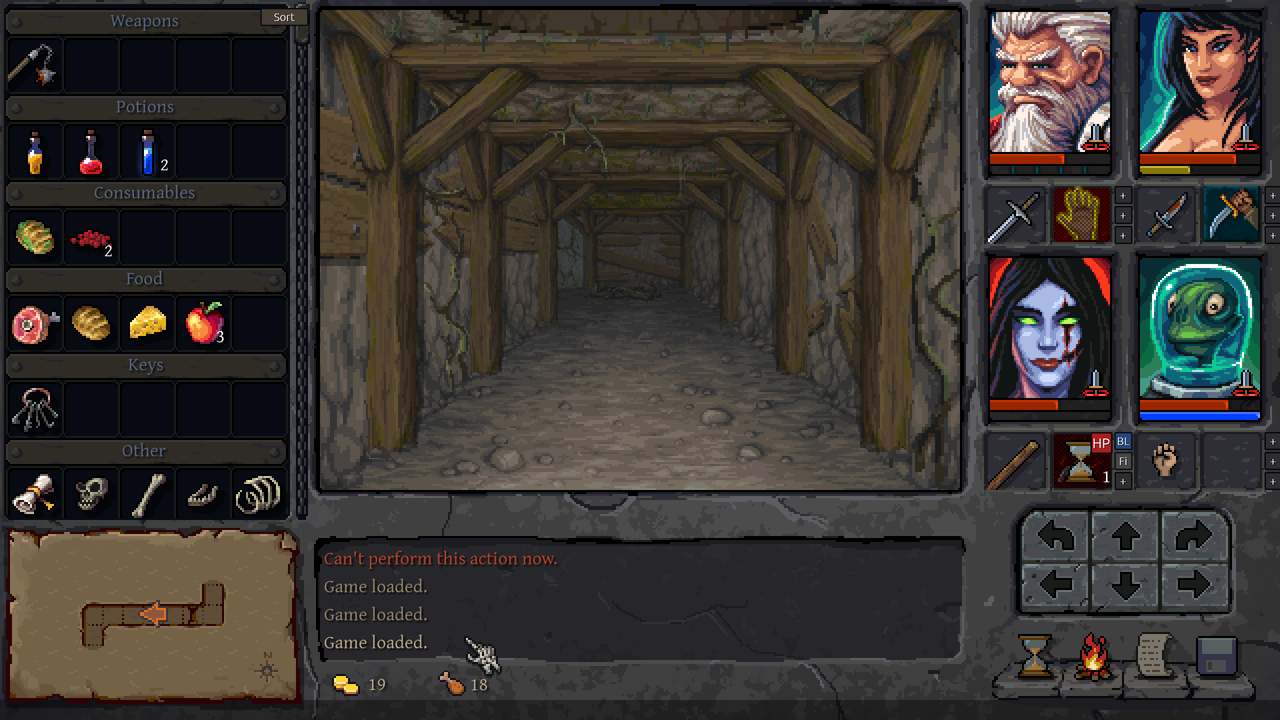 Weapons
Sort
Potions
2
Consumables
2
Food
3
Keys
Other
N
Can't perform this action now.
Game loaded.
Game loaded.
Game loaded.
19
18
+
+
+
+
+
+
HP
1
BL
Fi
+
+
+
+